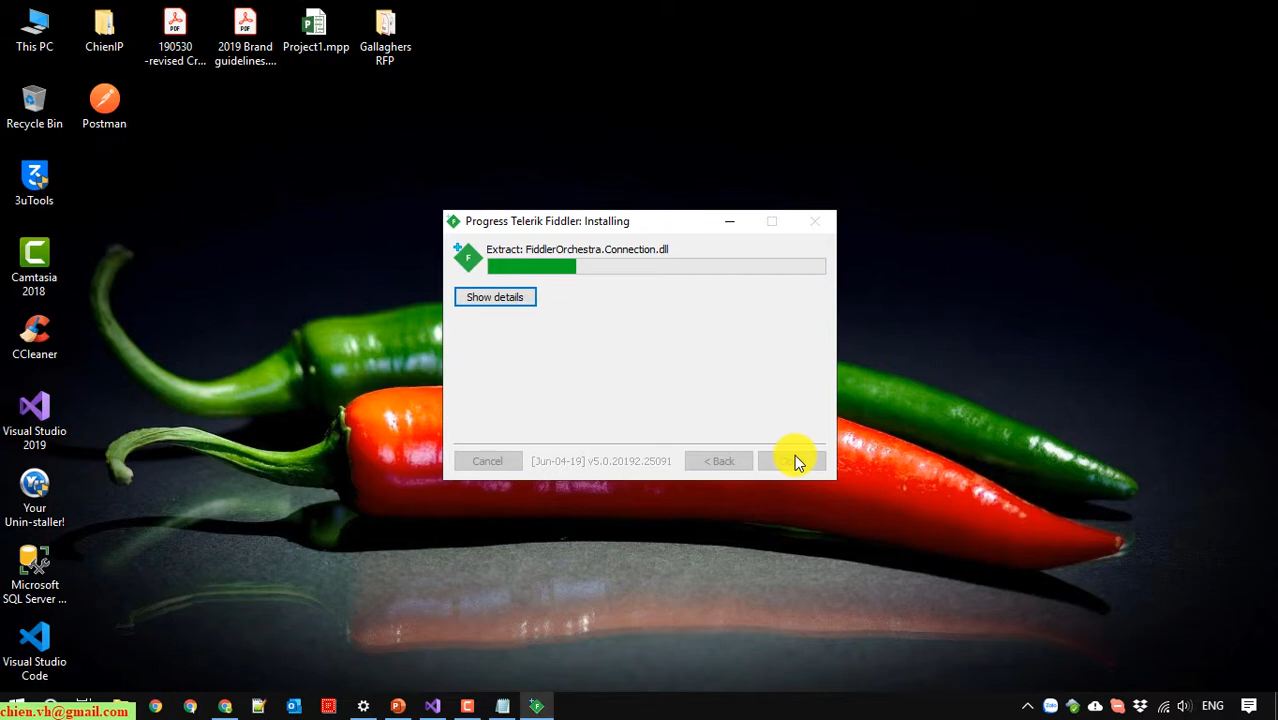 This PC
ChienIP
190530
-revised Cr...
2019 Brand
guidelines....
Project1.mpp
Gallaghers
RFP
Recycle Bin
Postman
3uTools
Camtasia
2018
CCleaner
Visual Studio
2019
Your
Unin-staller!
Microsoft
SQL Server ...
Visual Studio
Code
Progress Telerik Fiddler: Installing
Extract: FiddlerOrchestra.Connection.dll
Show details
Cancel
[Jun-04-19] v5.0.20192.25091
< Back
chien.vh@gmail.com
Zalo
ENG